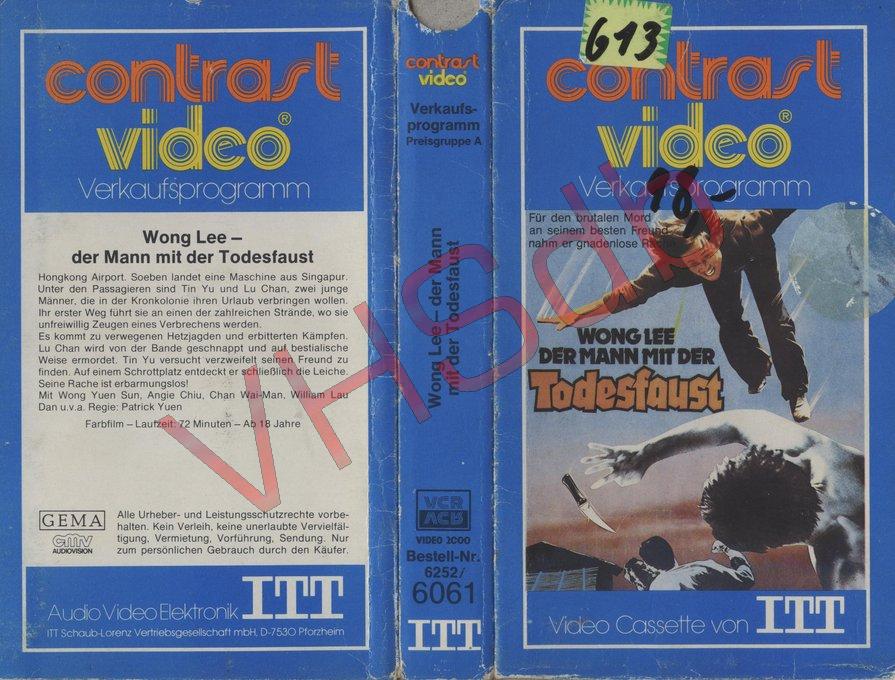 contrast
video®
Verkaufsprogramm
Wong Lee –
der Mann mit der Todesfaust
Hongkong Airport. Soeben landet eine Maschine aus Singapur.
Unter den Passagieren sind Tin Yu und Lu Chan, zwei junge
Männer, die in der Kronkolonie ihren Urlaub verbringen wollen.
Ihr erster Weg führt sie an einen der zahlreichen Strände, wo sie
unfreiwillig Zeugen eines Verbrechens werden.
Es kommt zu verwegenen Hetzjagden und erbitterten Kämpfen.
Lu Chan wird von der Bande geschnappt und auf bestialische
Weise ermordet. Tin Yu versucht verzweifelt seinen Freund zu
finden. Auf einem Schrottplatz entdeckt er schließlich die Leiche.
Seine Rache ist erbarmungslos!
Mit Wong Yuen Sun, Angie Chiu, Chan Wai-Man, William Lau
Dan u.v.a. Regie: Patrick Yuen
Farbfilm – Laufzeit: 72 Minuten – Ab 18 Jahre
GEMA
cmv
AUDIOVISION
Alle Urheber- und Leistungsschutzrechte vorbe-
halten. Kein Verleih, keine unerlaubte Vervielfäl-
tigung, Vermietung, Vorführung, Sendung. Nur
zum persönlichen Gebrauch durch den Käufer.
Audio Video Elektronik ITT
ITT Schaub-Lorenz Vertriebsgesellschaft mbH, D-7530 Pforzheim
contrast
video®
Verkaufs-
programm
Preisgruppe A
Wong Lee – der Mann
mit der Todesfaust
VCR
VIDEO 2000
Bestell-Nr.
6252/
6061
ITT
613
contrast
video®
Verkaufsprogramm
18,-
Für den brutalen Mord
an seinem besten Freund
nahm er gnadenlose Rache
WONG LEE
DER MANN MIT DER
Todesfaust
Video Cassette von ITT
VHSdb